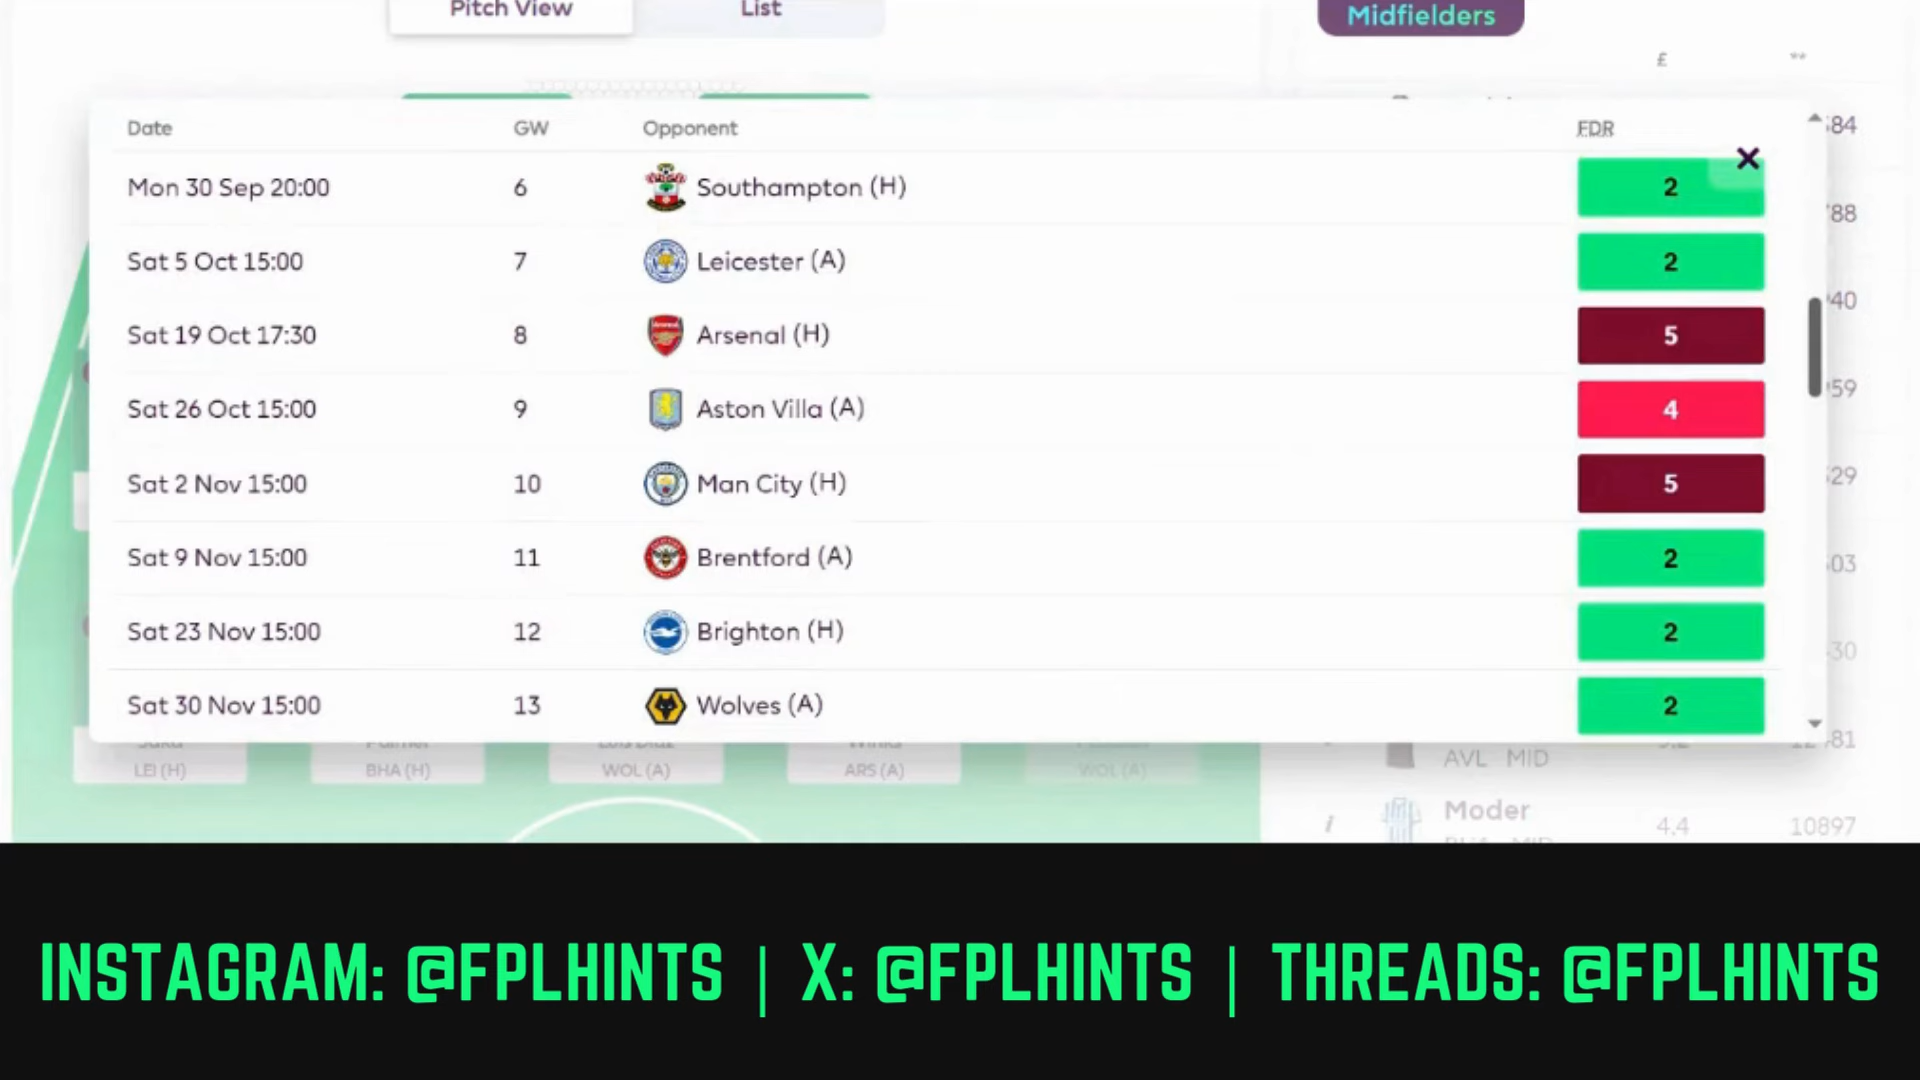 Pitch View List Midfielders
£
Date GW Opponent FDR
Mon 30 Sep 20:00 6 Southampton (H) 2
Sat 5 Oct 15:00 7 Leicester (A) 2
Sat 19 Oct 17:30 8 Arsenal (H) 5
Sat 26 Oct 15:00 9 Aston Villa (A) 4
Sat 2 Nov 15:00 10 Man City (H) 5
Sat 9 Nov 15:00 11 Brentford (A) 2
Sat 23 Nov 15:00 12 Brighton (H) 2
Sat 30 Nov 15:00 13 Wolves (A) 2
LEI (H) BHA (H) WOL (A) ARS (A) WOL (A) AVL MID
i Moder 4.4 10897
INSTAGRAM: @FPLHINTS | X: @FPLHINTS | THREADS: @FPLHINTS